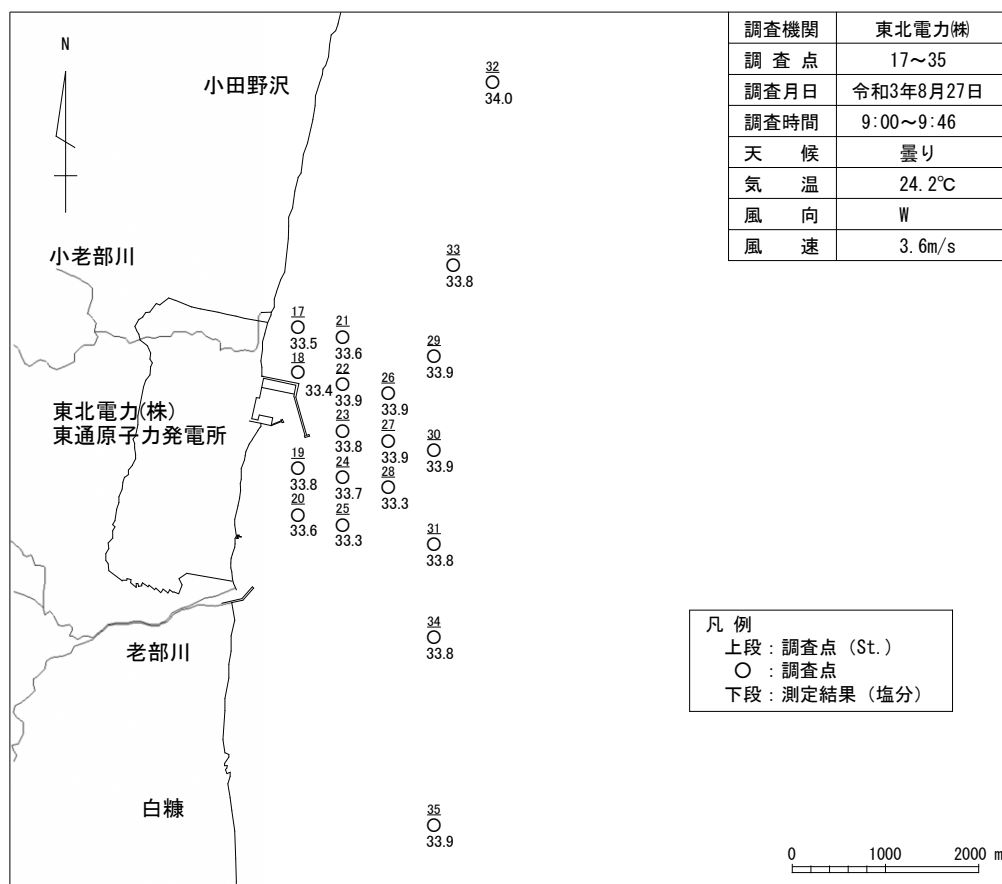 調査機関 東北電力㈱
調査点 17～35
調査月日 令和3年8月27日
調査時間 9:00～9:46
天候 曇り
気温 24.2℃
風向 W
風速 3.6m/s
N
小田野沢
32
34.0
小老部川
33
33.8
17
33.5
21
33.6
18
33.4
29
33.9
22
33.9
26
33.9
東北電力(株)
東通原子力発電所
23
33.8
27
33.9
30
33.9
19
33.8
24
33.7
28
33.3
20
33.6
25
33.3
31
33.8
34
33.8
老部川
凡 例
上段：調査点（St.）
○ ：調査点
下段：測定結果（塩分）
白糠
35
33.9
0 1000 2000 m